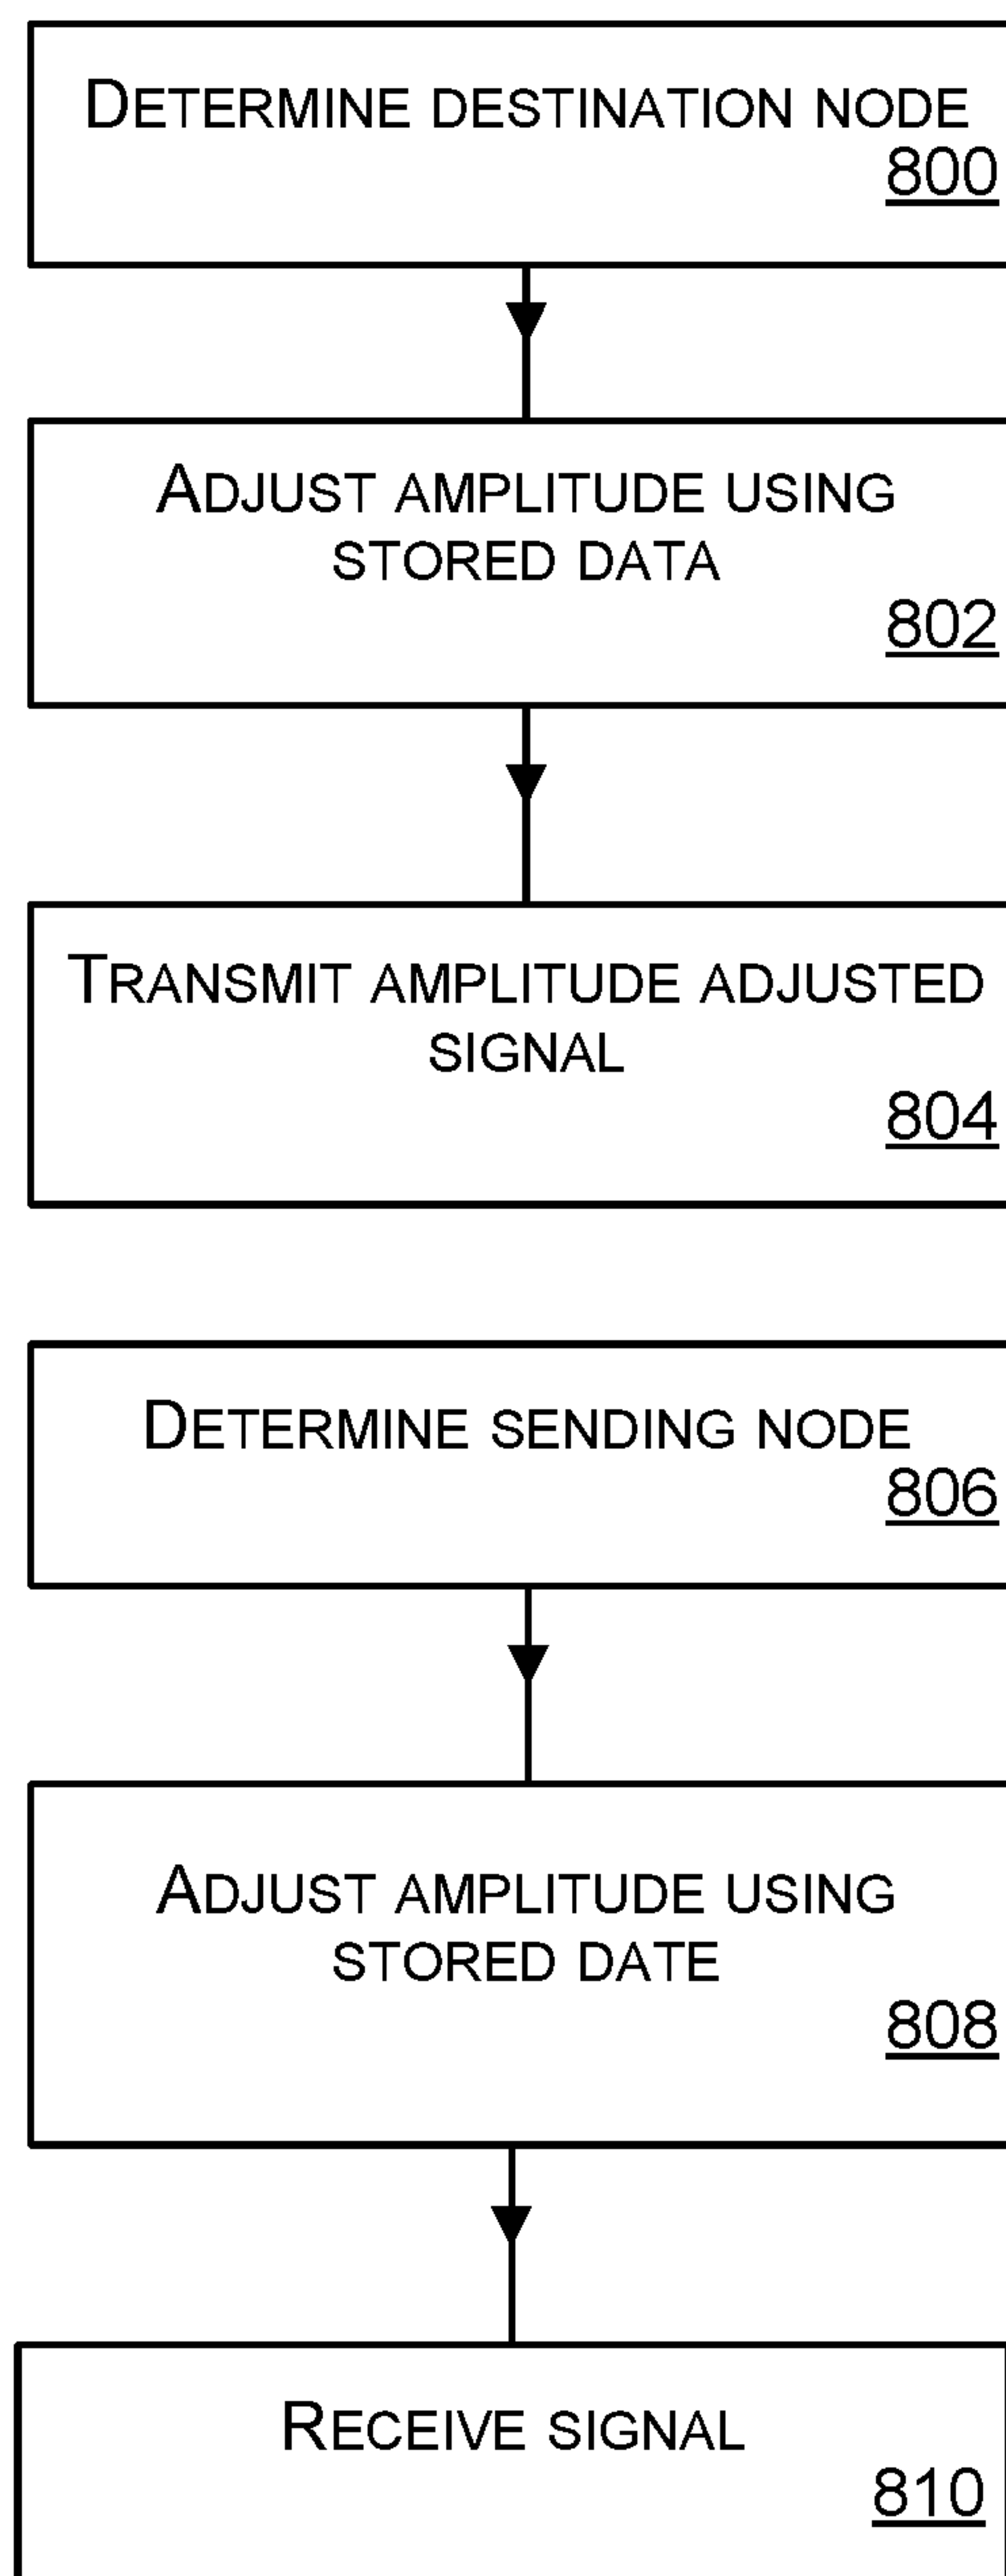 DETERMINE DESTINATION NODE
800
ADJUST AMPLITUDE USING
STORED DATA
802
TRANSMIT AMPLITUDE ADJUSTED
SIGNAL
804
DETERMINE SENDING NODE
806
ADJUST AMPLITUDE USING
STORED DATE
808
RECEIVE SIGNAL
810